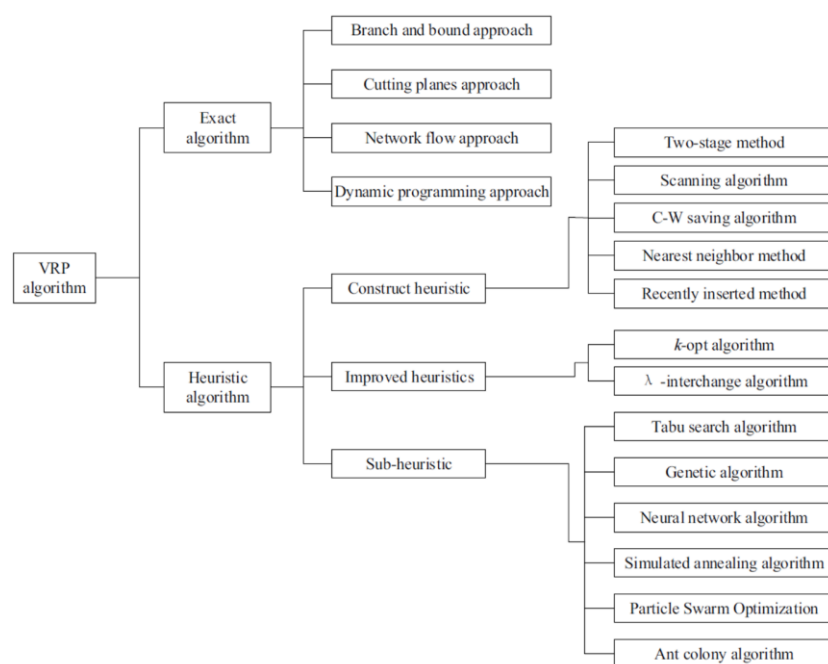 Branch and bound approach
Cutting planes approach
Exact
algorithm
Network flow approach
Dynamic programming approach
VRP
algorithm
Heuristic
algorithm
Construct heuristic
Two-stage method
Scanning algorithm
C-W saving algorithm
Nearest neighbor method
Recently inserted method
Improved heuristics
k-opt algorithm
λ -interchange algorithm
Sub-heuristic
Tabu search algorithm
Genetic algorithm
Neural network algorithm
Simulated annealing algorithm
Particle Swarm Optimization
Ant colony algorithm